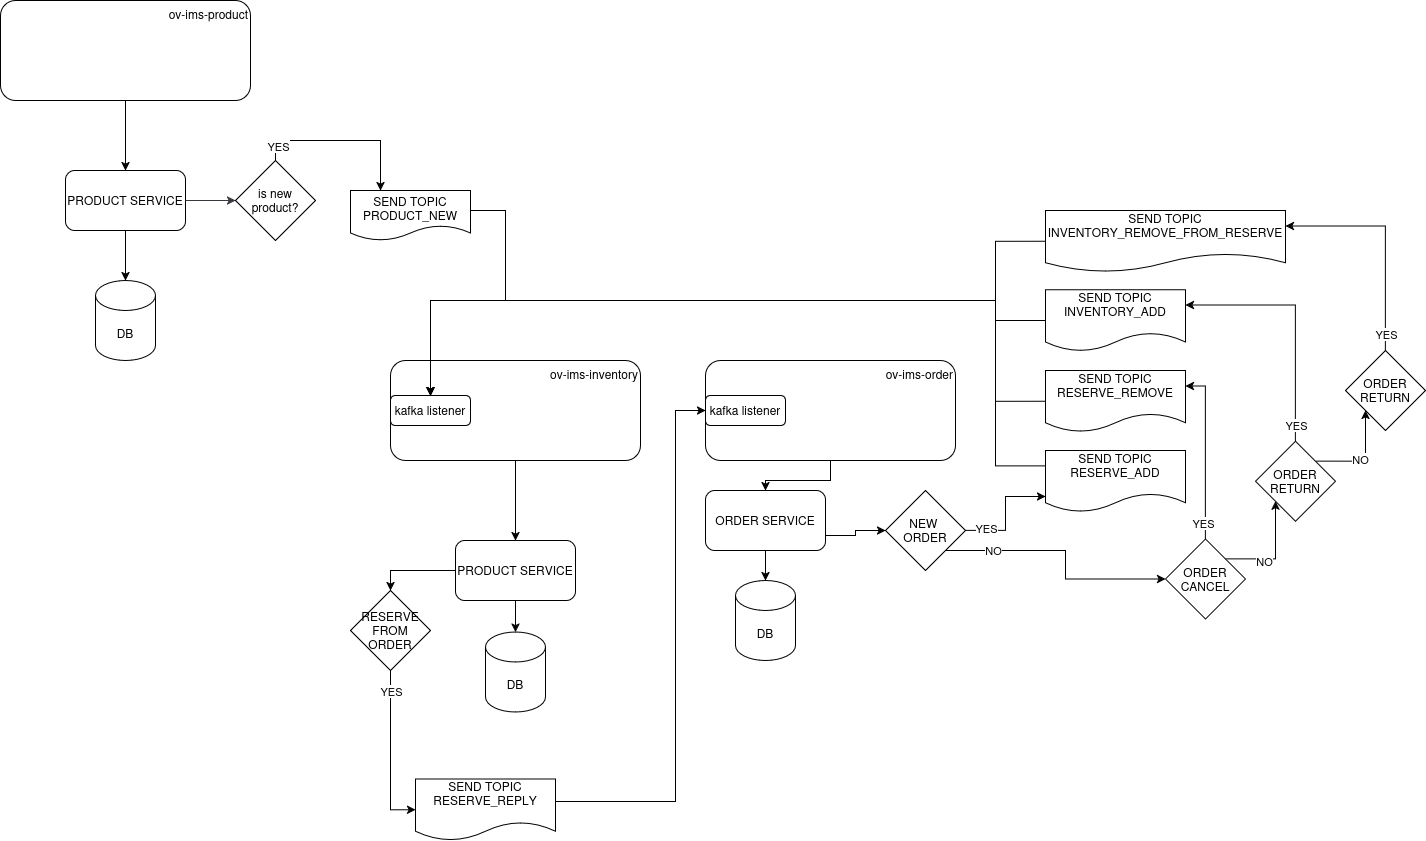 ov-ims-product
YES
is new
product?
PRODUCT SERVICE
SEND TOPIC
PRODUCT_NEW
DB
SEND TOPIC
INVENTORY_REMOVE_FROM_RESERVE
SEND TOPIC
INVENTORY_ADD
YES
ov-ims-inventory
ov-ims-order
SEND TOPIC
RESERVE_REMOVE
ORDER
RETURN
kafka listener
kafka listener
YES
SEND TOPIC
RESERVE_ADD
NO
ORDER
RETURN
ORDER SERVICE
NEW
ORDER
YES
YES
NO
NO
PRODUCT SERVICE
ORDER
CANCEL
RESERVE
FROM
ORDER
DB
DB
YES
SEND TOPIC
RESERVE_REPLY